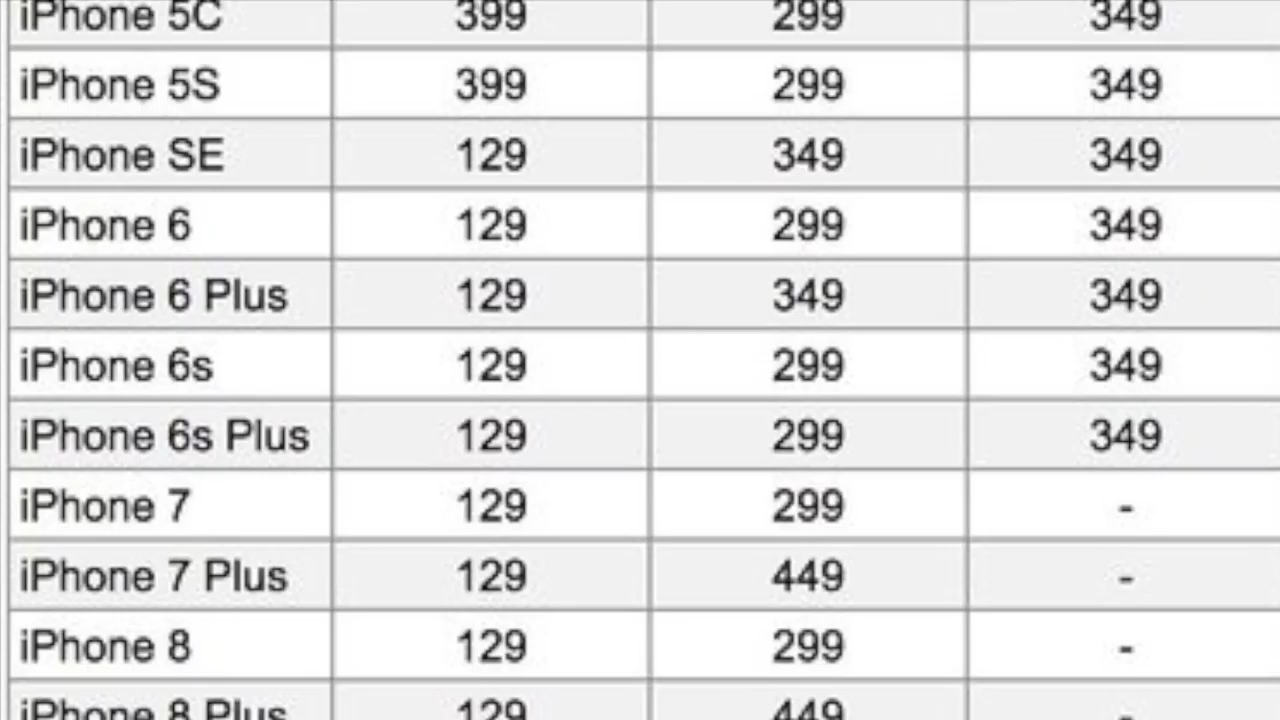 iPhone 5C 399 299 349
iPhone 5S 399 299 349
iPhone SE 129 349 349
iPhone 6 129 299 349
iPhone 6 Plus 129 349 349
iPhone 6s 129 299 349
iPhone 6s Plus 129 299 349
iPhone 7 129 299 -
iPhone 7 Plus 129 449 -
iPhone 8 129 299 -
iPhone 8 Plus 129 449 -